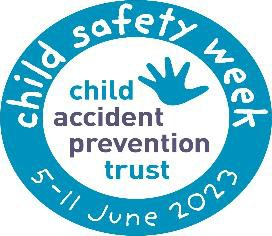 child safety week
child
accident
prevention
trust
5-11 June 2023